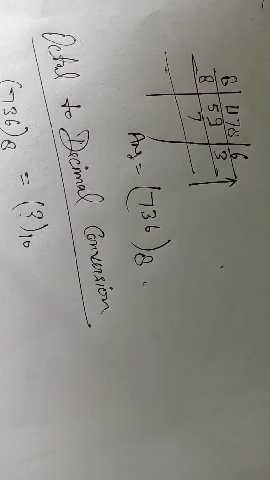 8 | 478 | 6
8 | 59 | 3
7
Ans = (736)8.
Octal to Decimal Conversion
(736)8 = (?)10